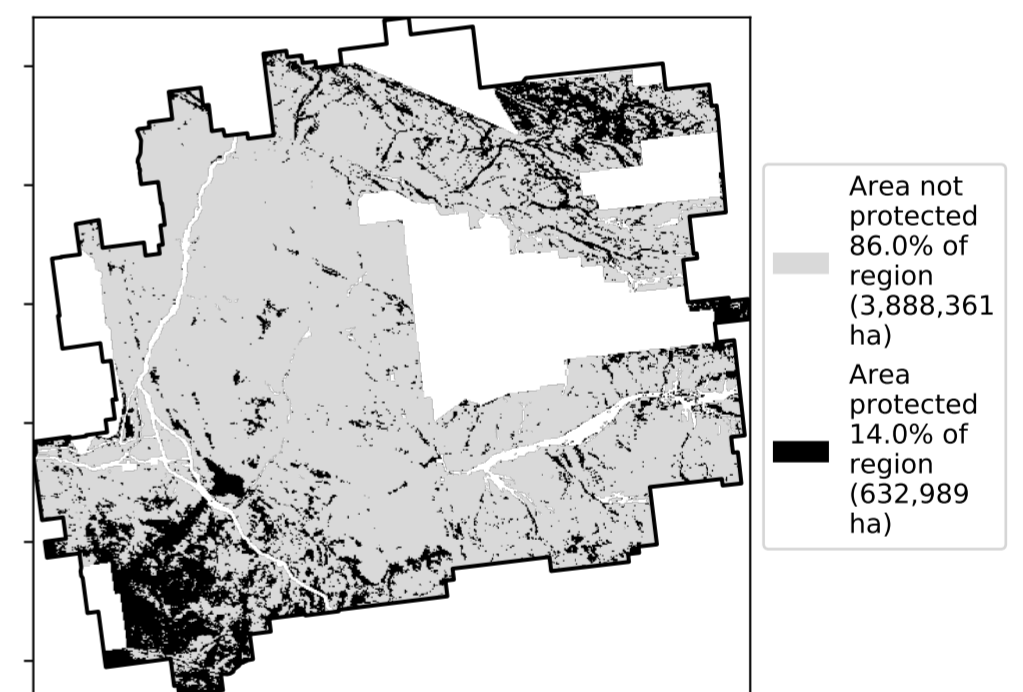 Area not
protected
86.0% of
region
(3,888,361
ha)
Area
protected
14.0% of
region
(632,989
ha)